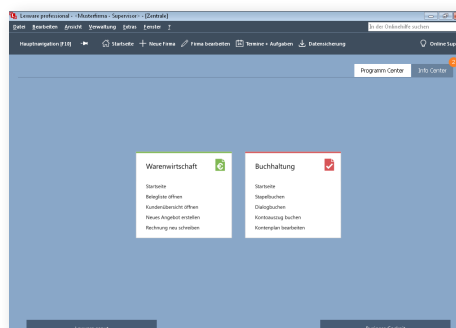 Lexware professional - <Musterfirma - Supervisor> - [Zentrale]
Datei Bearbeiten Ansicht Verwaltung Extras Fenster ?
In der Onlinehilfe suchen
Hauptnavigation (F10) Startseite Neue Firma Firma bearbeiten Termine + Aufgaben Datensicherung Online Sup
Programm Center Info Center
Warenwirtschaft
Startseite
Belegliste öffnen
Kundenübersicht öffnen
Neues Angebot erstellen
Rechnung neu schreiben
Buchhaltung
Startseite
Stapelbuchen
Dialogbuchen
Kontoauszug buchen
Kontenplan bearbeiten